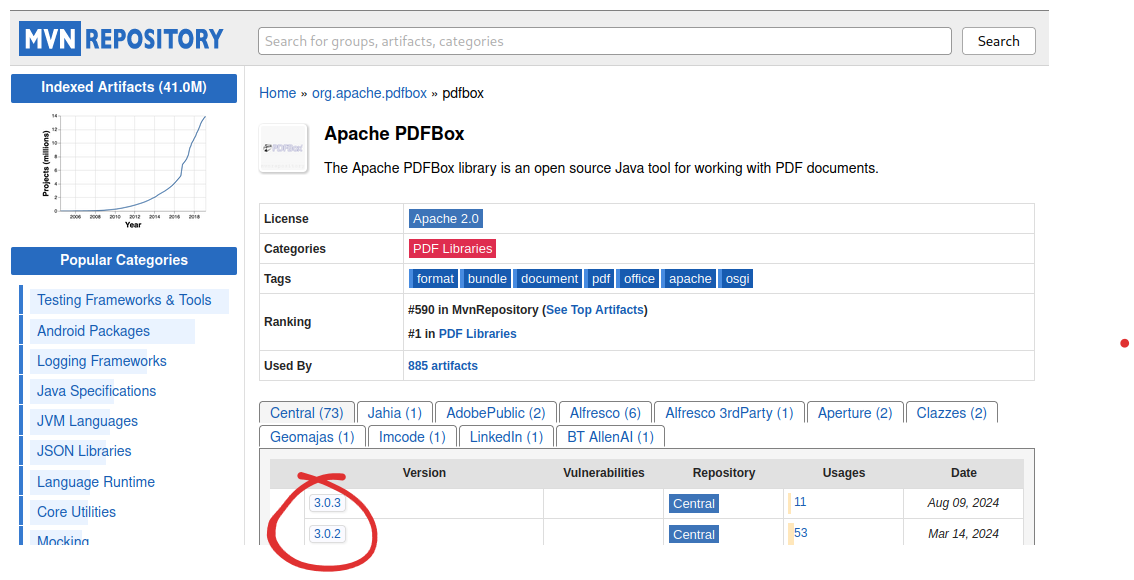 MVN REPOSITORY
Search for groups, artifacts, categories
Search
Indexed Artifacts (41.0M)
Projects (millions)
14
12
10
8
6
4
2
0
2006 2008 2010 2012 2014 2016 2018
Year
Popular Categories
Testing Frameworks & Tools
Android Packages
Logging Frameworks
Java Specifications
JVM Languages
JSON Libraries
Language Runtime
Core Utilities
Mocking
Home » org.apache.pdfbox » pdfbox
PDFBox
Apache PDFBox
The Apache PDFBox library is an open source Java tool for working with PDF documents.
License Apache 2.0
Categories PDF Libraries
Tags format bundle document pdf office apache osgi
Ranking #590 in MvnRepository (See Top Artifacts)
#1 in PDF Libraries
Used By 885 artifacts
Central (73) Jahia (1) AdobePublic (2) Alfresco (6) Alfresco 3rdParty (1) Aperture (2) Clazzes (2)
Geomajas (1) Imcode (1) LinkedIn (1) BT AllenAI (1)
Version Vulnerabilities Repository Usages Date
3.0.3 Central 11 Aug 09, 2024
3.0.2 Central 53 Mar 14, 2024